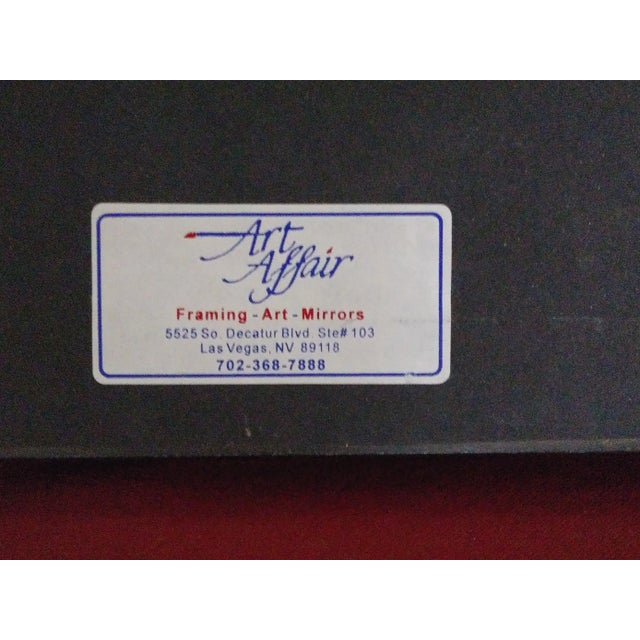 Art
Affair
Framing - Art - Mirrors
5525 So. Decatur Blvd. Ste# 103
Las Vegas, NV 89118
702-368-7888